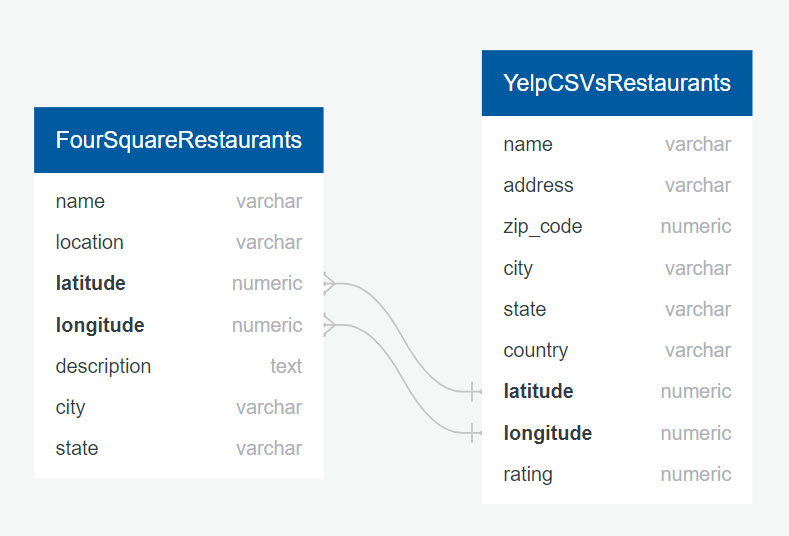 FourSquareRestaurants
name varchar
location varchar
latitude numeric
longitude numeric
description text
city varchar
state varchar
YelpCSVsRestaurants
name varchar
address varchar
zip_code numeric
city varchar
state varchar
country varchar
latitude numeric
longitude numeric
rating numeric